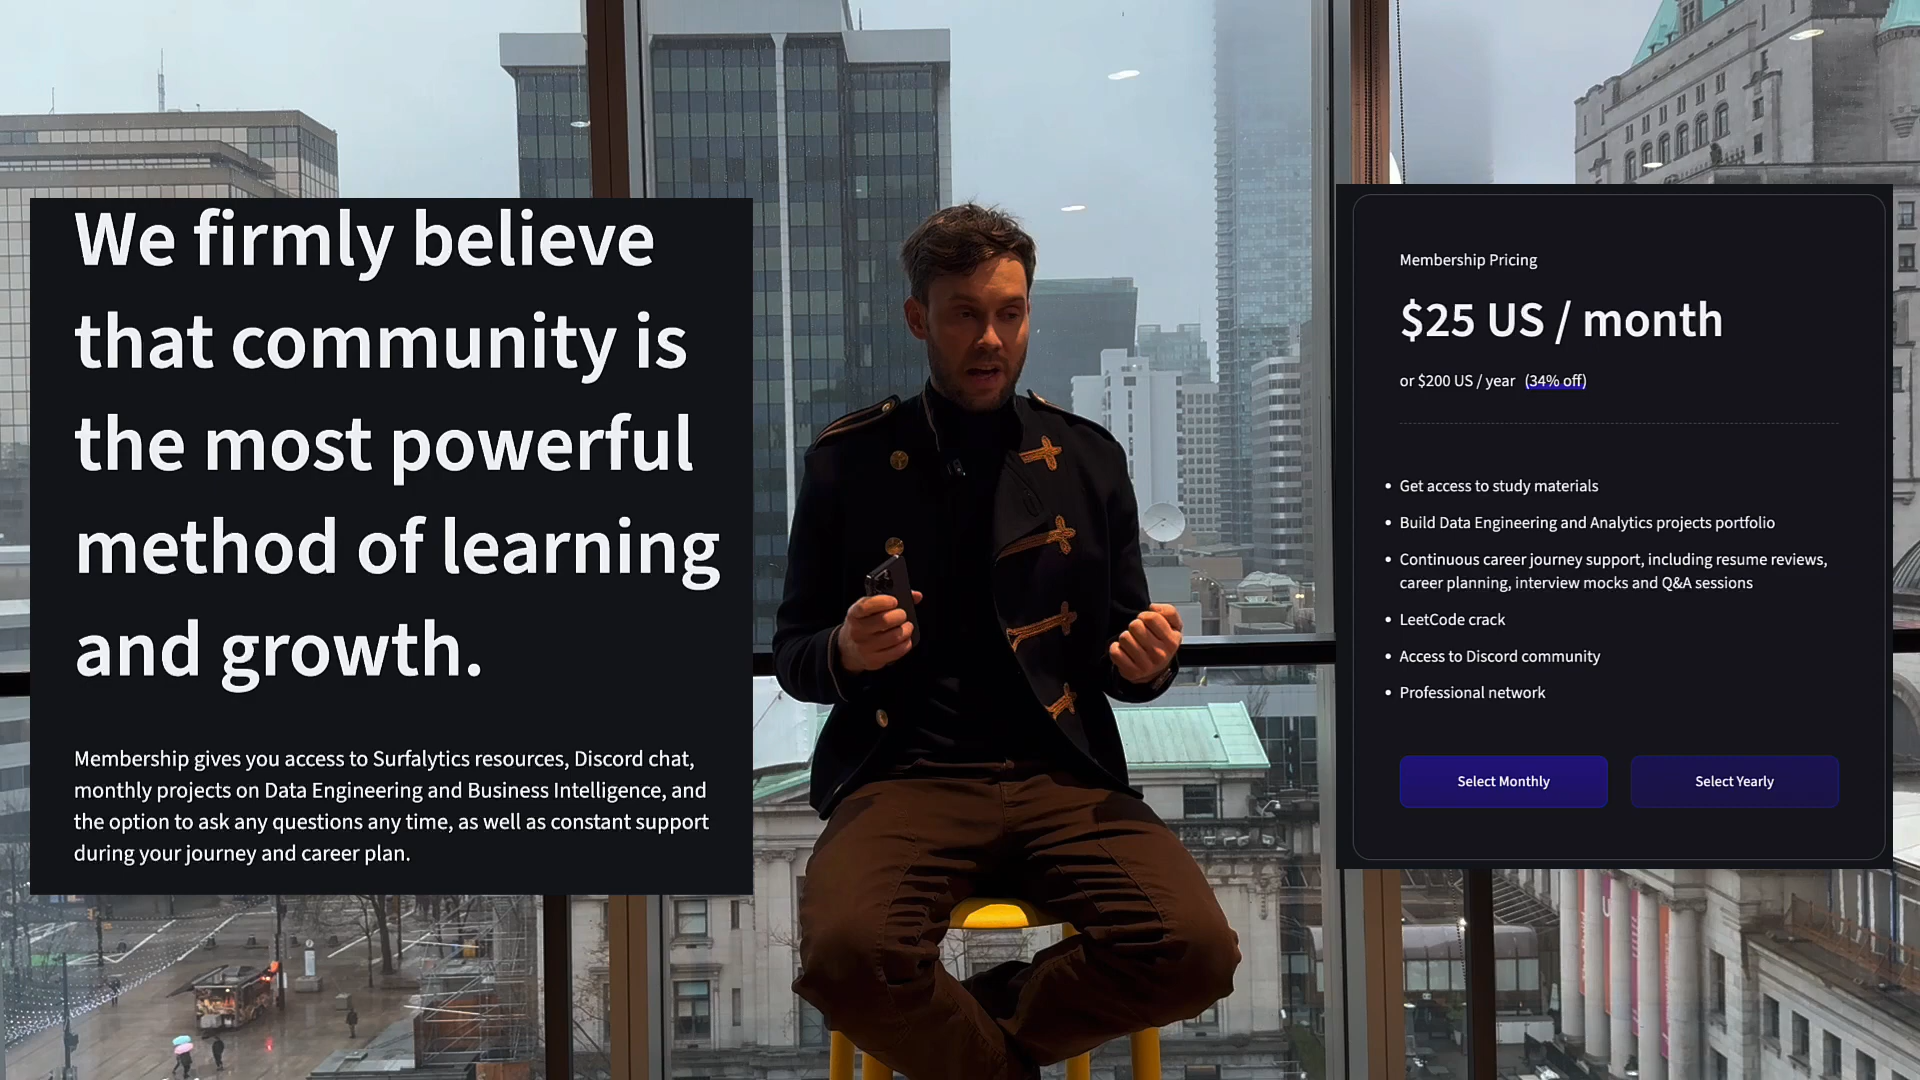 We firmly believe
that community is
the most powerful
method of learning
and growth.
Membership gives you access to Surfalytics resources, Discord chat,
monthly projects on Data Engineering and Business Intelligence, and
the option to ask any questions any time, as well as constant support
during your journey and career plan.
Membership Pricing
$25 US / month
or $200 US / year (34% off)
• Get access to study materials
• Build Data Engineering and Analytics projects portfolio
• Continuous career journey support, including resume reviews,
career planning, interview mocks and Q&A sessions
• LeetCode crack
• Access to Discord community
• Professional network
Select Monthly
Select Yearly